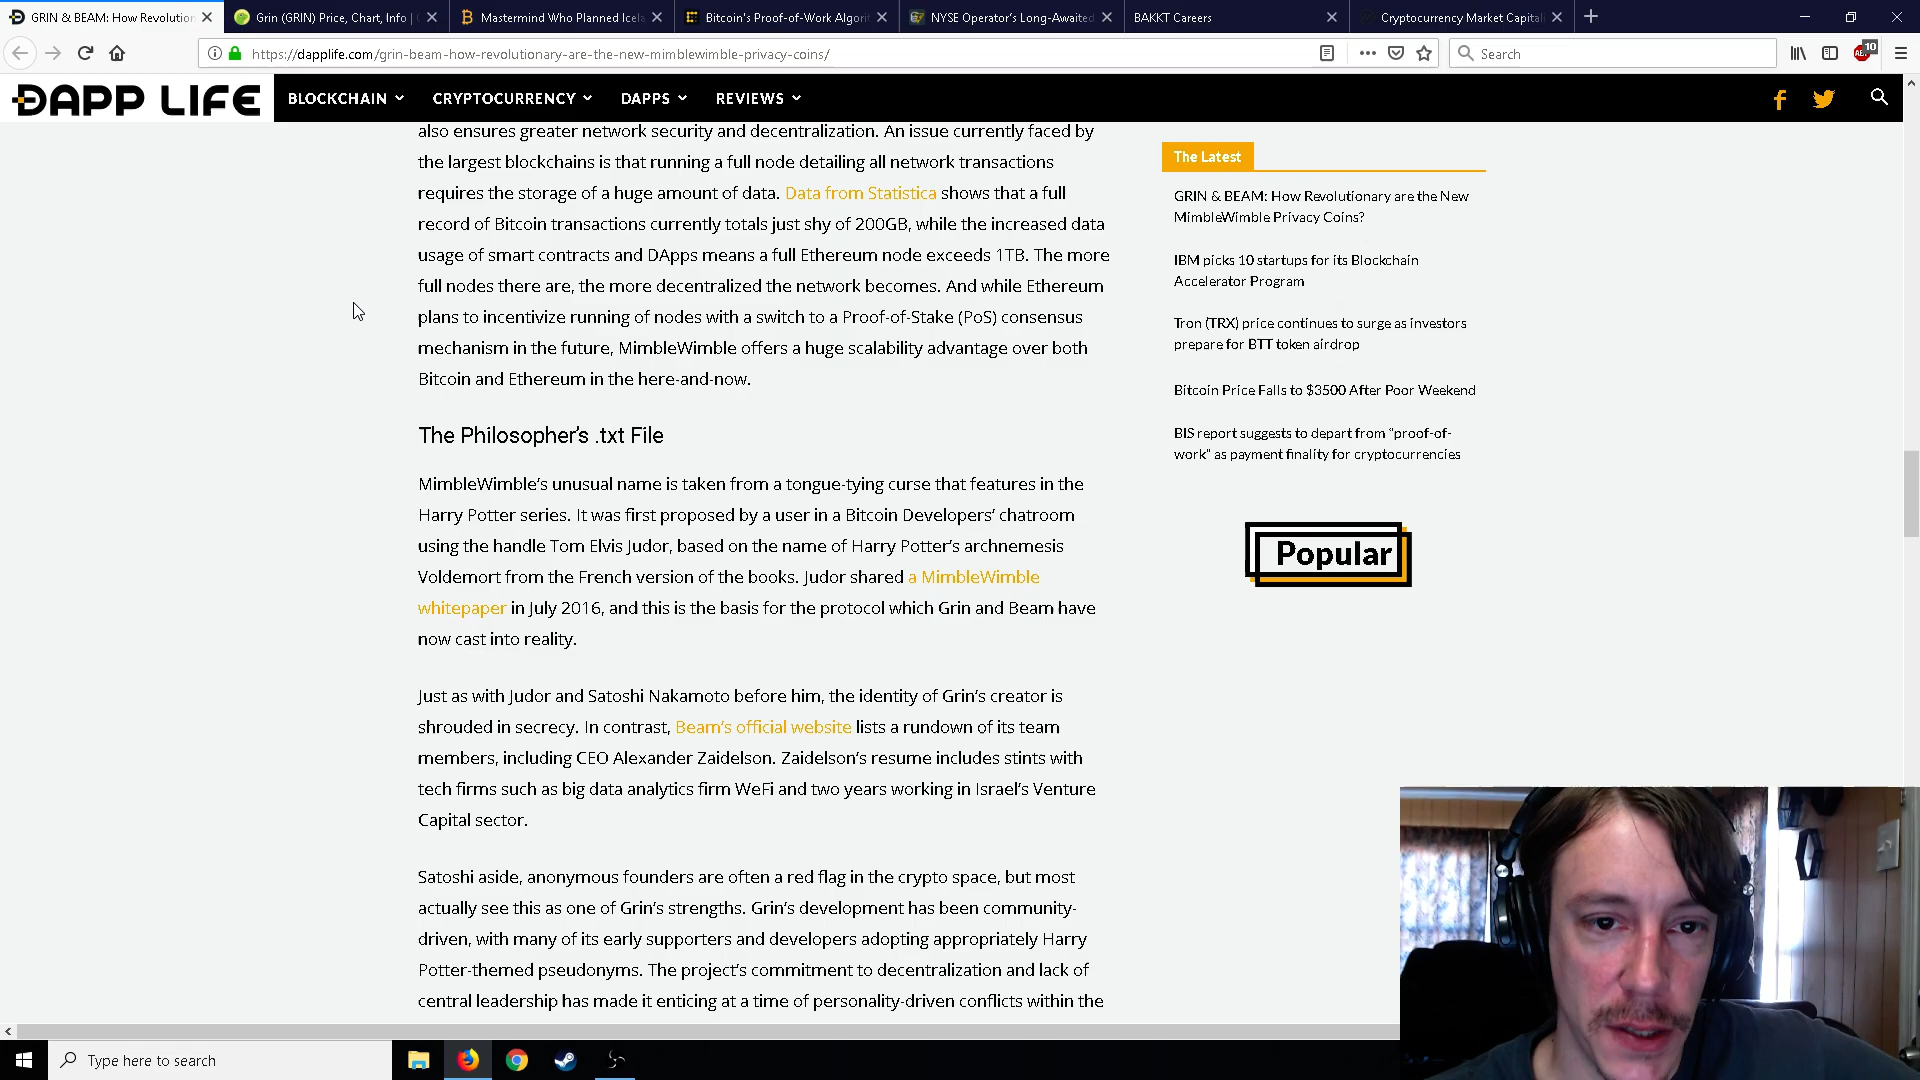 GRIN & BEAM: How Revolution
Grin (GRIN) Price, Chart, Info |
Mastermind Who Planned Icela
Bitcoin's Proof-of-Work Algori
NYSE Operator's Long-Awaited
BAKKT Careers
Cryptocurrency Market Capital
https://dapplife.com/grin-beam-how-revolutionary-are-the-new-mimblewimble-privacy-coins/
Search
10
DAPP LIFE
BLOCKCHAIN
CRYPTOCURRENCY
DAPPS
REVIEWS
also ensures greater network security and decentralization. An issue currently faced by
the largest blockchains is that running a full node detailing all network transactions
requires the storage of a huge amount of data. Data from Statistica shows that a full
record of Bitcoin transactions currently totals just shy of 200GB, while the increased data
usage of smart contracts and DApps means a full Ethereum node exceeds 1TB. The more
full nodes there are, the more decentralized the network becomes. And while Ethereum
plans to incentivize running of nodes with a switch to a Proof-of-Stake (PoS) consensus
mechanism in the future, MimbleWimble offers a huge scalability advantage over both
Bitcoin and Ethereum in the here-and-now.
The Philosopher's .txt File
MimbleWimble's unusual name is taken from a tongue-tying curse that features in the
Harry Potter series. It was first proposed by a user in a Bitcoin Developers' chatroom
using the handle Tom Elvis Judor, based on the name of Harry Potter's archnemesis
Voldemort from the French version of the books. Judor shared a MimbleWimble
whitepaper in July 2016, and this is the basis for the protocol which Grin and Beam have
now cast into reality.
Just as with Judor and Satoshi Nakamoto before him, the identity of Grin's creator is
shrouded in secrecy. In contrast, Beam's official website lists a rundown of its team
members, including CEO Alexander Zaidelson. Zaidelson's resume includes stints with
tech firms such as big data analytics firm WeFi and two years working in Israel's Venture
Capital sector.
Satoshi aside, anonymous founders are often a red flag in the crypto space, but most
actually see this as one of Grin's strengths. Grin's development has been community-
driven, with many of its early supporters and developers adopting appropriately Harry
Potter-themed pseudonyms. The project's commitment to decentralization and lack of
central leadership has made it enticing at a time of personality-driven conflicts within the
The Latest
GRIN & BEAM: How Revolutionary are the New
MimbleWimble Privacy Coins?
IBM picks 10 startups for its Blockchain
Accelerator Program
Tron (TRX) price continues to surge as investors
prepare for BTT token airdrop
Bitcoin Price Falls to $3500 After Poor Weekend
BIS report suggests to depart from "proof-of-
work" as payment finality for cryptocurrencies
Popular
Type here to search